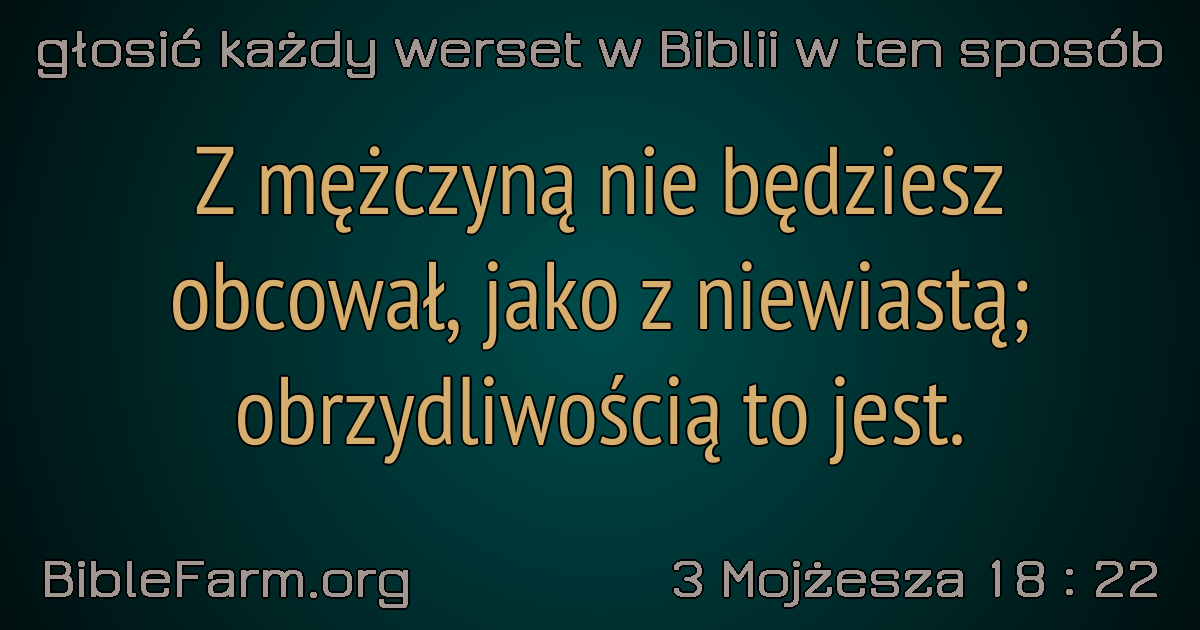 głosić każdy werset w Biblii w ten sposób
Z mężczyną nie będziesz
obcował, jako z niewiastą;
obrzydliwością to jest.
BibleFarm.org
3 Mojżesza 18 : 22